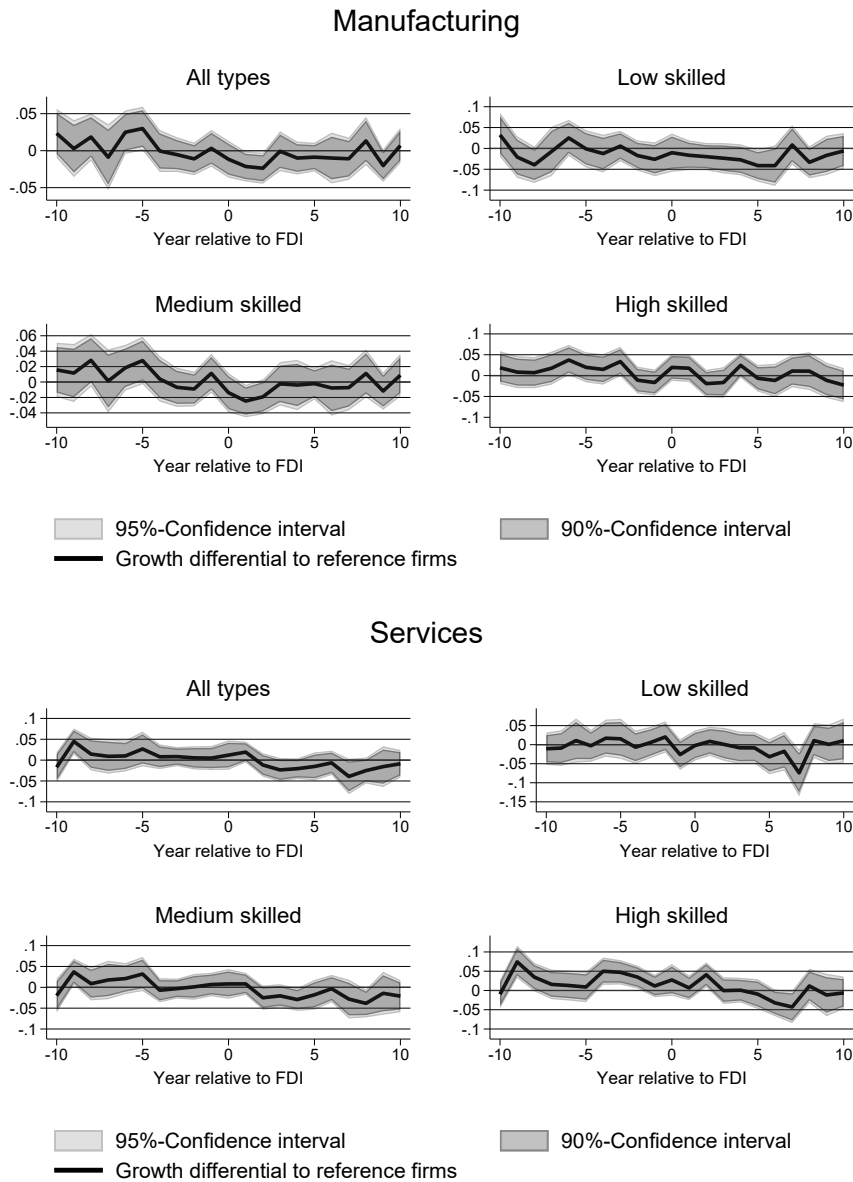 Manufacturing
All types
.05
0
-.05
-10 -5 0 5 10
Year relative to FDI
Low skilled
.1
.05
0
-.05
-.1
-10 -5 0 5 10
Year relative to FDI
Medium skilled
.06
.04
.02
0
-.02
-.04
-10 -5 0 5 10
Year relative to FDI
High skilled
.1
.05
0
-.05
-.1
-10 -5 0 5 10
Year relative to FDI
95%-Confidence interval
90%-Confidence interval
Growth differential to reference firms
Services
All types
.1
.05
0
-.05
-.1
-10 -5 0 5 10
Year relative to FDI
Low skilled
.05
0
-.05
-.1
-.15
-10 -5 0 5 10
Year relative to FDI
Medium skilled
.1
.05
0
-.05
-.1
-10 -5 0 5 10
Year relative to FDI
High skilled
.1
.05
0
-.05
-.1
-10 -5 0 5 10
Year relative to FDI
95%-Confidence interval
90%-Confidence interval
Growth differential to reference firms